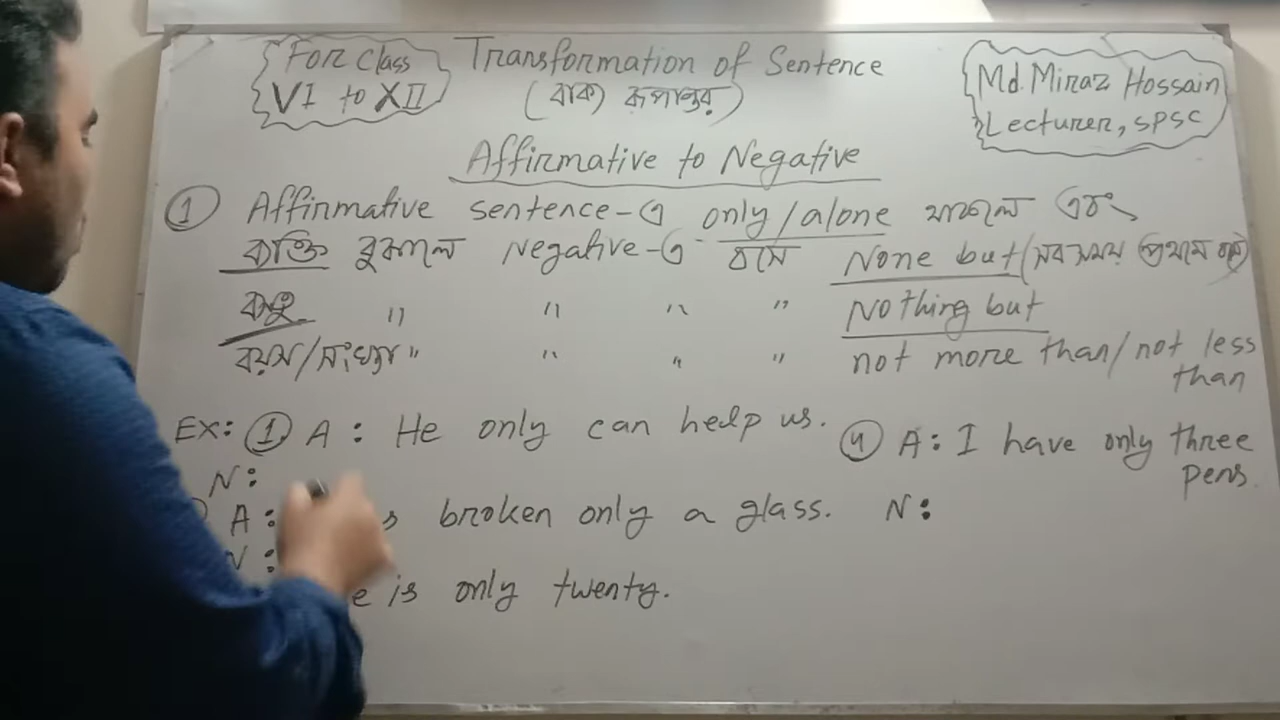 For class
VI to XII
Transformation of Sentence
(বাক্য রূপান্তর)
Md. Miraz Hossain
Lecturer, SPSC
Affirmative to Negative
① Affirmative sentence-এ only/alone থাকলে এবং
ব্যক্তি বুঝালে Negative-এ বসে None but (সব সময় প্রথমে বসে)
বস্তু " " " " Nothing but
বয়স/সংখ্যা " " " " not more than/not less
than
Ex: ① A: He only can help us.
N:
A: broken only a glass.
N:
is only twenty.
④ A: I have only three
pens.
N: